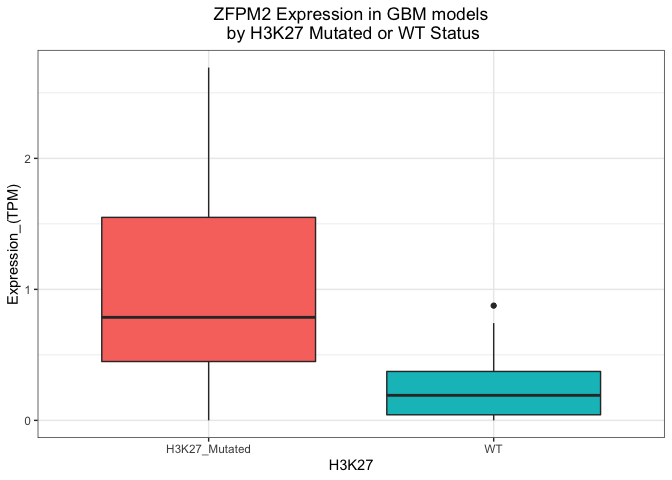 ZFPM2 Expression in GBM models
by H3K27 Mutated or WT Status
Expression_(TPM)
2
1
0
H3K27_Mutated
WT
H3K27